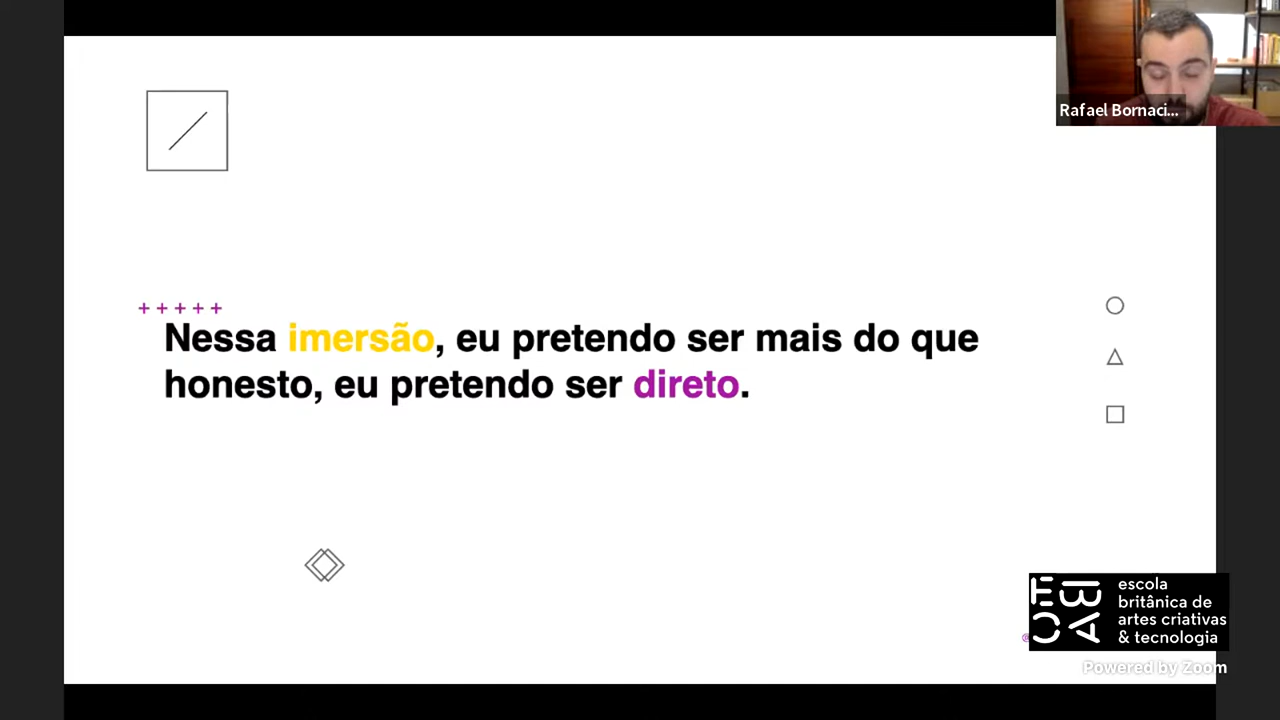 Rafael Bornaci...
+ + + + +
Nessa imersão, eu pretendo ser mais do que
honesto, eu pretendo ser direto.
EBAC
escola
britânica de
artes criativas
& tecnologia
Powered by Zoom